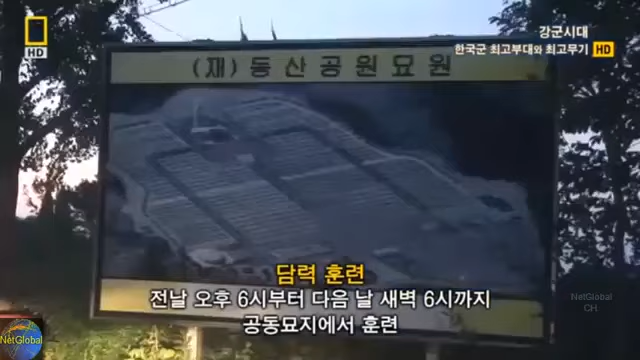 HD
강군시대
한국군 최고부대와 최고무기 HD
(재)동산공원묘원
담력 훈련
전날 오후 6시부터 다음 날 새벽 6시까지
공동묘지에서 훈련
NetGlobal
CH.
NetGlobal